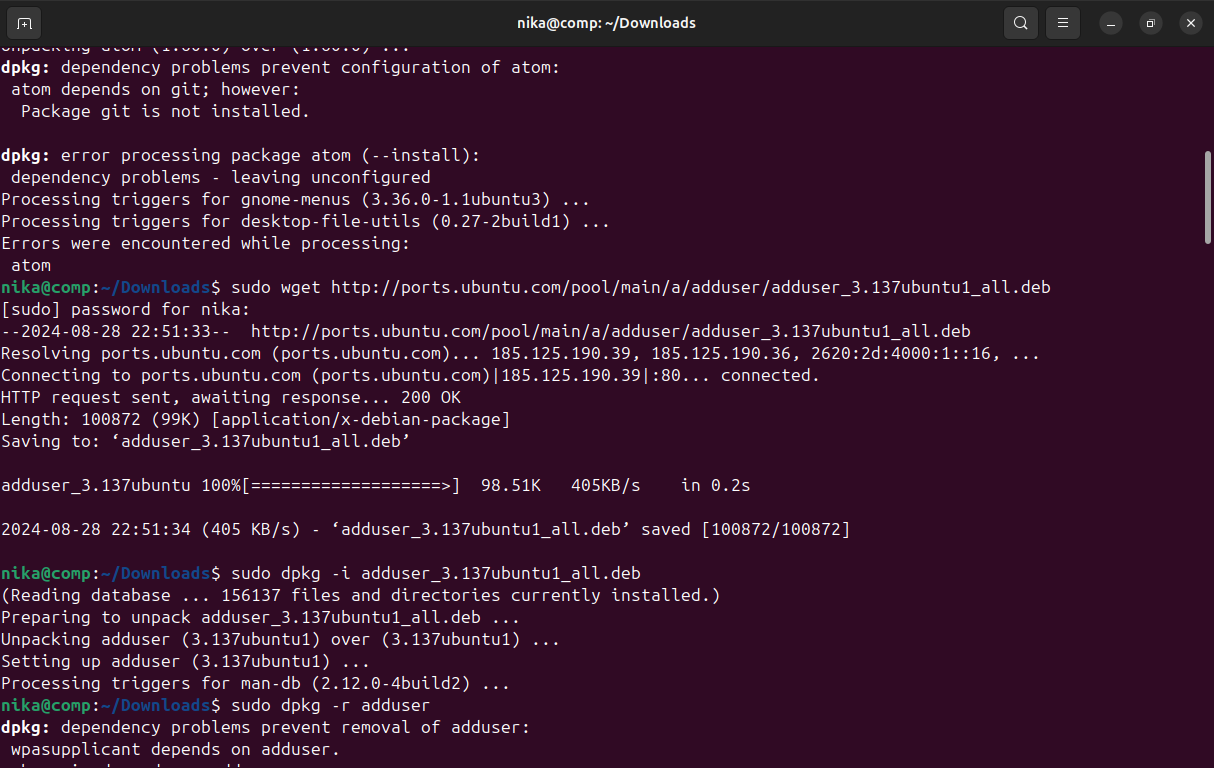 nika@comp: ~/Downloads
Unpacking atom (1.60.0) over (1.60.0) ...
dpkg: dependency problems prevent configuration of atom:
 atom depends on git; however:
  Package git is not installed.

dpkg: error processing package atom (--install):
 dependency problems - leaving unconfigured
Processing triggers for gnome-menus (3.36.0-1.1ubuntu3) ...
Processing triggers for desktop-file-utils (0.27-2build1) ...
Errors were encountered while processing:
 atom
nika@comp:~/Downloads$ sudo wget http://ports.ubuntu.com/pool/main/a/adduser/adduser_3.137ubuntu1_all.deb
[sudo] password for nika:
--2024-08-28 22:51:33--  http://ports.ubuntu.com/pool/main/a/adduser/adduser_3.137ubuntu1_all.deb
Resolving ports.ubuntu.com (ports.ubuntu.com)... 185.125.190.39, 185.125.190.36, 2620:2d:4000:1::16, ...
Connecting to ports.ubuntu.com (ports.ubuntu.com)|185.125.190.39|:80... connected.
HTTP request sent, awaiting response... 200 OK
Length: 100872 (99K) [application/x-debian-package]
Saving to: ‘adduser_3.137ubuntu1_all.deb’

adduser_3.137ubuntu 100%[===================>]  98.51K   405KB/s    in 0.2s

2024-08-28 22:51:34 (405 KB/s) - ‘adduser_3.137ubuntu1_all.deb’ saved [100872/100872]

nika@comp:~/Downloads$ sudo dpkg -i adduser_3.137ubuntu1_all.deb
(Reading database ... 156137 files and directories currently installed.)
Preparing to unpack adduser_3.137ubuntu1_all.deb ...
Unpacking adduser (3.137ubuntu1) over (3.137ubuntu1) ...
Setting up adduser (3.137ubuntu1) ...
Processing triggers for man-db (2.12.0-4build2) ...
nika@comp:~/Downloads$ sudo dpkg -r adduser
dpkg: dependency problems prevent removal of adduser:
 wpasupplicant depends on adduser.